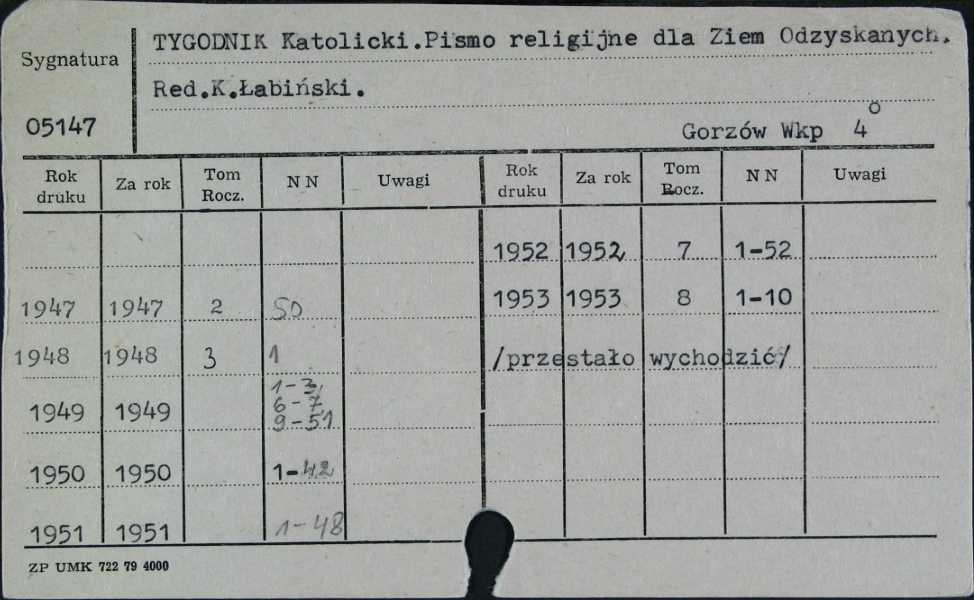 Sygnatura
05147
TYGODNIK Katolicki.Pismo religijne dla Ziem Odzyskanych.
Red.K.Łabiński.
Gorzów Wkp 4°
Rok druku Za rok Tom Rocz. N N Uwagi
1947 1947 2 50
1948 1948 3 1
1949 1949 1-3,
6-7
9-51
1950 1950 1-42
1951 1951 1-48
Rok druku Za rok Tom Rocz. N N Uwagi
1952 1952 7 1-52
1953 1953 8 1-10
/przestało wychodzić/
ZP UMK 722 79 4000